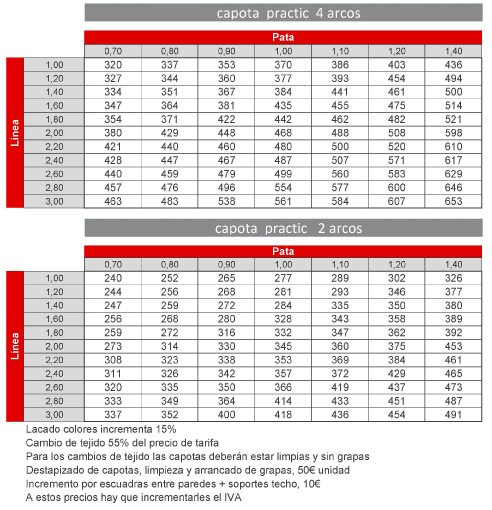 capota practic 4 arcos
Pata
0,70 0,80 0,90 1,00 1,10 1,20 1,40
Línea
1,00 320 337 353 370 386 403 436
1,20 327 344 360 377 393 454 494
1,40 334 351 367 384 441 461 500
1,60 347 364 381 435 455 475 514
1,80 354 371 422 442 462 482 521
2,00 380 429 448 468 488 508 598
2,20 421 440 460 480 500 520 610
2,40 428 447 467 487 507 571 617
2,60 440 459 479 499 560 583 629
2,80 457 476 496 554 577 600 646
3,00 463 483 538 561 584 607 653
capota practic 2 arcos
Pata
0,70 0,80 0,90 1,00 1,10 1,20 1,40
Línea
1,00 240 252 265 277 289 302 326
1,20 244 256 268 281 293 346 377
1,40 247 259 272 284 335 350 380
1,60 256 268 280 328 343 358 389
1,80 259 272 316 332 347 362 392
2,00 273 314 330 345 360 375 453
2,20 308 323 338 353 369 384 461
2,40 311 326 342 357 372 429 465
2,60 320 335 350 366 419 437 473
2,80 333 349 364 414 433 451 487
3,00 337 352 400 418 436 454 491
Lacado colores incrementa 15%
Cambio de tejido 55% del precio de tarifa
Para los cambios de tejido las capotas deberán estar limpias y sin grapas
Destapizado de capotas, limpieza y arrancado de grapas, 50€ unidad
Incremento por escuadras entre paredes + soportes techo, 10€
A estos precios hay que incrementarles el IVA